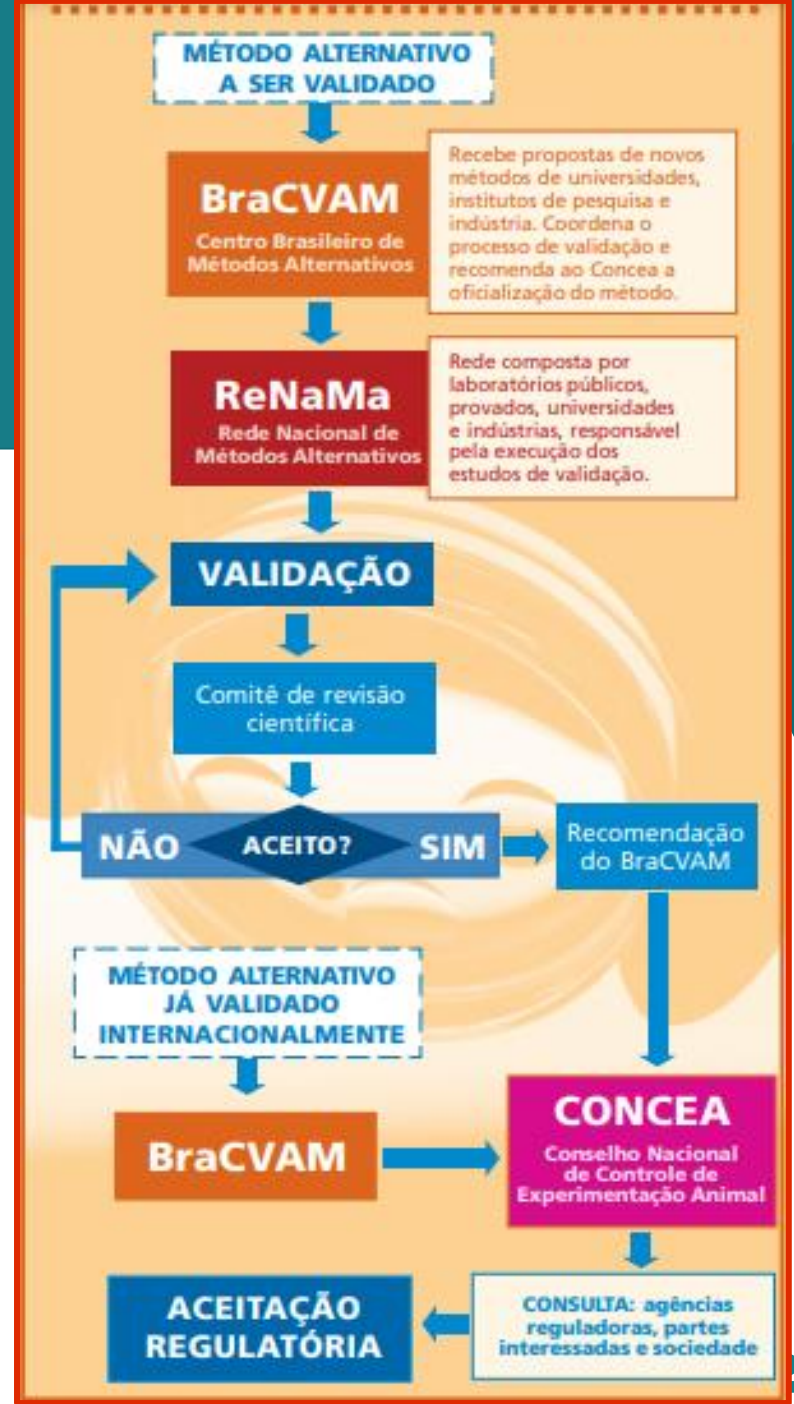 MÉTODO ALTERNATIVO
A SER VALIDADO
BraCVAM
Centro Brasileiro de
Métodos Alternativos
Recebe propostas de novos
métodos de universidades,
institutos de pesquisa e
indústria. Coordena o
processo de validação e
recomenda ao Concea a
oficialização do método.
ReNaMa
Rede Nacional de
Métodos Alternativos
Rede composta por
laboratórios públicos,
provados, universidades
e indústrias, responsável
pela execução dos
estudos de validação.
VALIDAÇÃO
Comitê de revisão
científica
NÃO ACEITO? SIM
Recomendação
do BraCVAM
MÉTODO ALTERNATIVO
JÁ VALIDADO
INTERNACIONALMENTE
BraCVAM
CONCEA
Conselho Nacional
de Controle de
Experimentação Animal
CONSULTA: agências
reguladoras, partes
interessadas e sociedade
ACEITAÇÃO
REGULATÓRIA